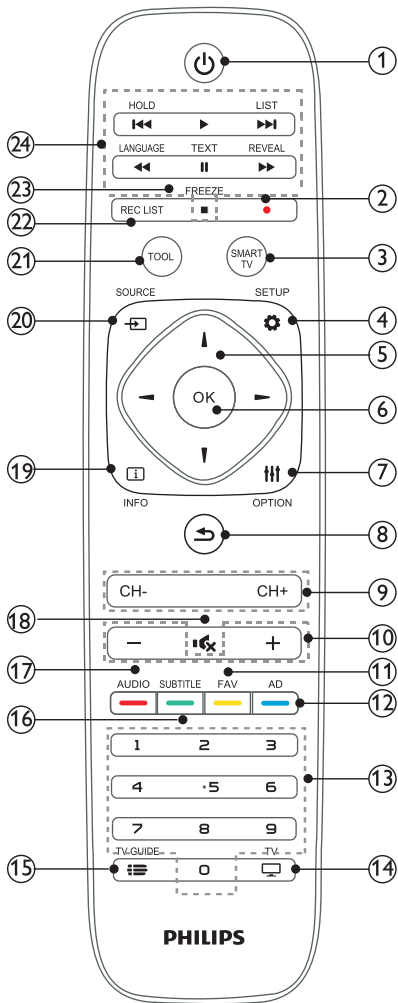 1
HOLD LIST
24
LANGUAGE TEXT REVEAL
23 FREEZE 2
REC LIST
22
21 TOOL SMART TV 3
SOURCE SETUP
20 4
5
OK 6
19 i 7
INFO OPTION
8
CH- CH+ 9
18
− + 10
17 11
AUDIO SUBTITLE FAV AD
12
16
1 2 3
4 5 6 13
7 8 9
TV GUIDE TV
15 0 14
PHILIPS